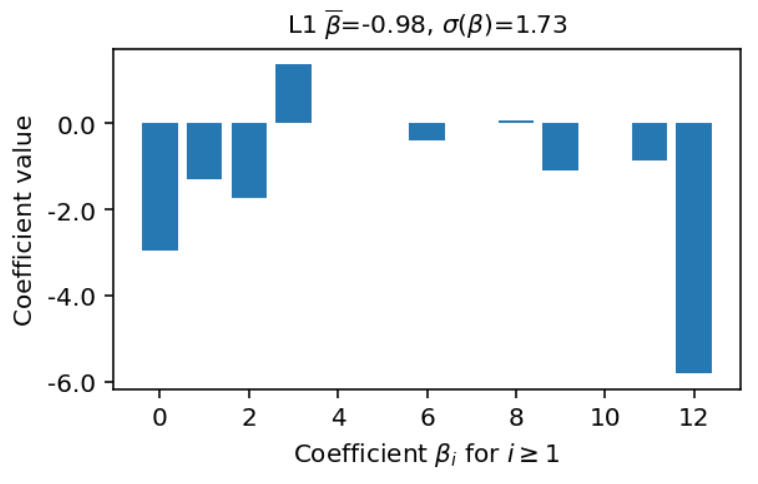 L1 β̅=-0.98, σ(β)=1.73
Coefficient value
0.0
-2.0
-4.0
-6.0
0 2 4 6 8 10 12
Coefficient βᵢ for i ≥ 1